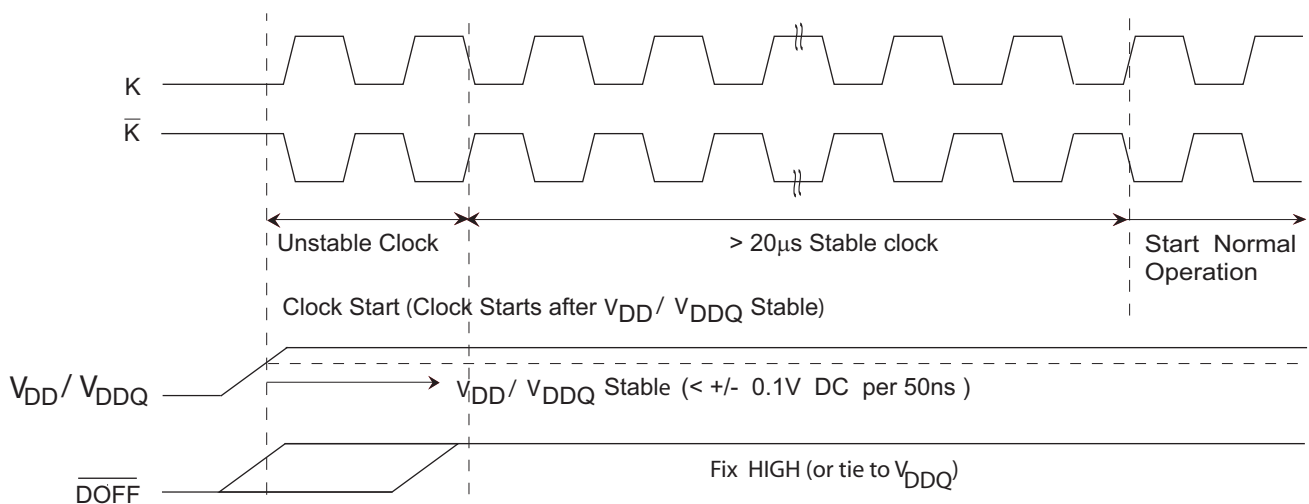 K
K
Unstable Clock
> 20μs Stable clock
Start Normal
Operation
Clock Start (Clock Starts after VDD / VDDQ Stable)
VDD / VDDQ
VDD / VDDQ Stable (< +/- 0.1V DC per 50ns )
Fix HIGH (or tie to VDDQ)
DOFF